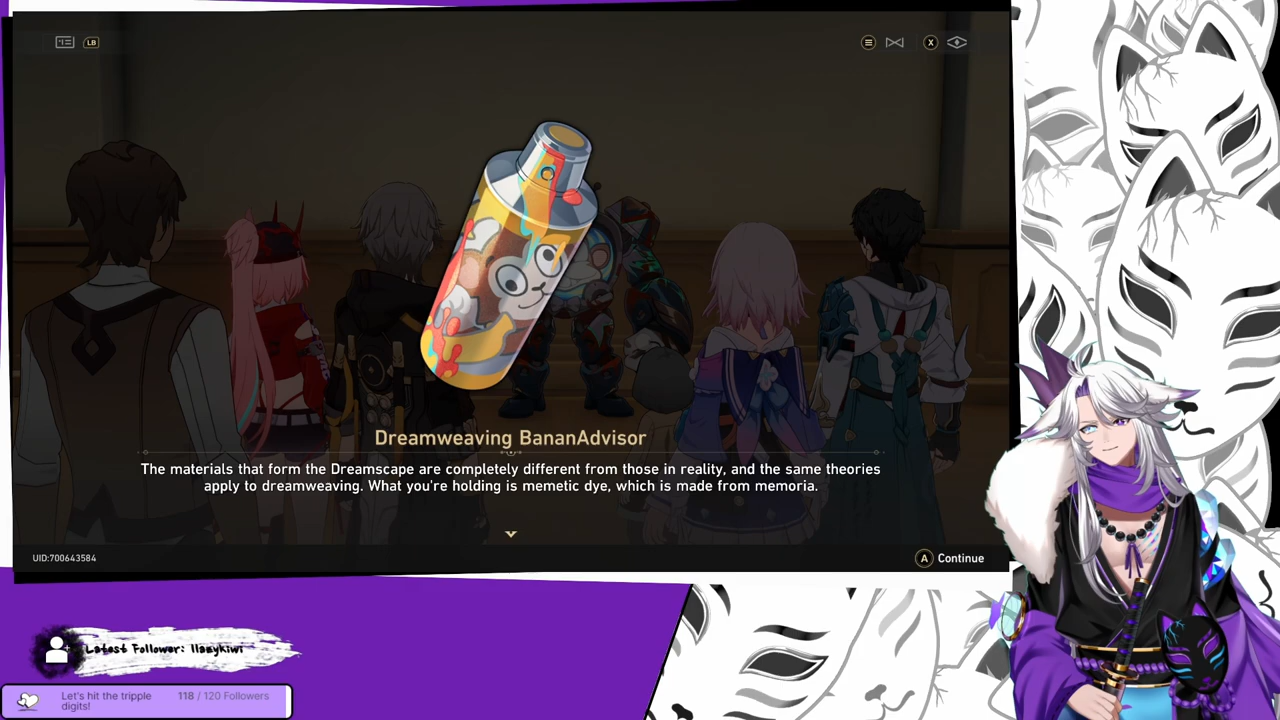 LB
X
Dreamweaving BananAdvisor
The materials that form the Dreamscape are completely different from those in reality, and the same theories
apply to dreamweaving. What you're holding is memetic dye, which is made from memoria.
UID:700643584
A Continue
Latest Follower: llazykiwi
Let's hit the tripple
digits!
118 / 120 Followers